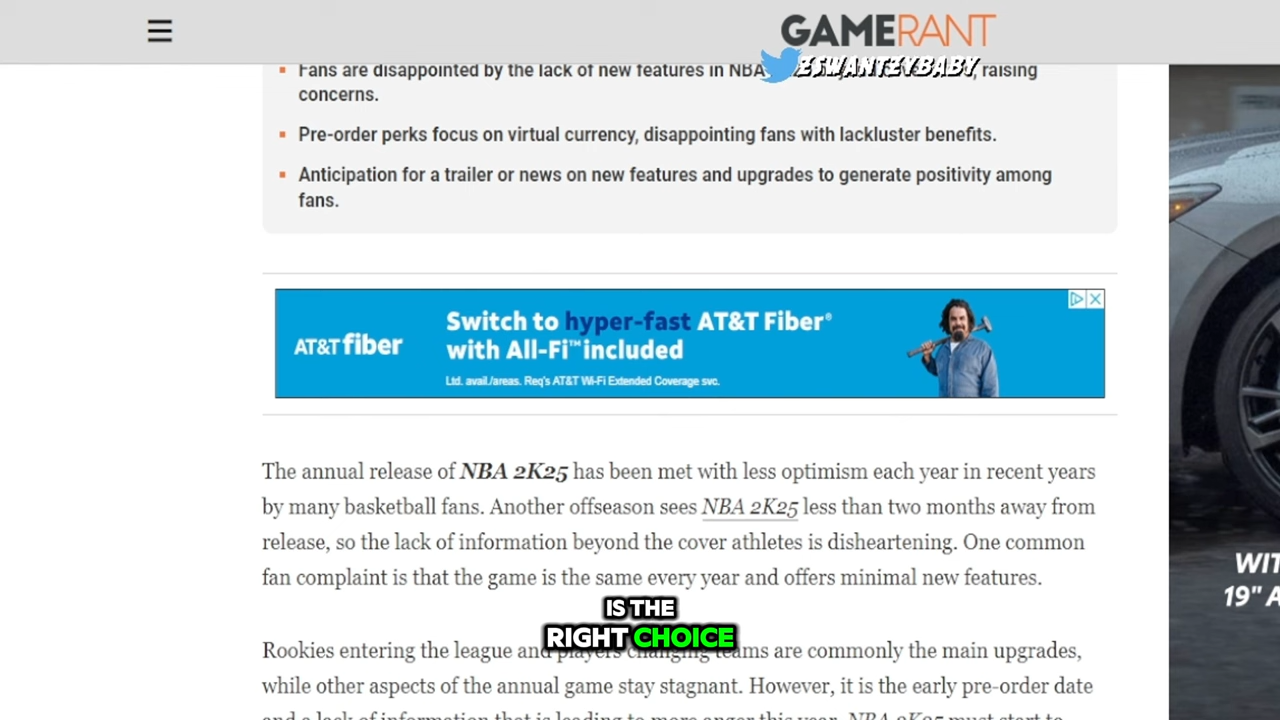 GAMERANT
Fans are disappointed by the lack of new features in NBA raising
ZSWANTZYBABY
concerns.
Pre-order perks focus on virtual currency, disappointing fans with lackluster benefits.
Anticipation for a trailer or news on new features and upgrades to generate positivity among
fans.
AT&T fiber
Switch to hyper-fast AT&T Fiber®
with All-Fi™ included
Ltd. avail./areas. Req's AT&T Wi-Fi Extended Coverage svc.
The annual release of NBA 2K25 has been met with less optimism each year in recent years
by many basketball fans. Another offseason sees NBA 2K25 less than two months away from
release, so the lack of information beyond the cover athletes is disheartening. One common
fan complaint is that the game is the same every year and offers minimal new features.
WIT
19" A
IS THE
RIGHT CHOICE
Rookies entering the league and players changing teams are commonly the main upgrades,
while other aspects of the annual game stay stagnant. However, it is the early pre-order date
and a lack of information that is leading to more anger this year. NBA 2K25 must start to